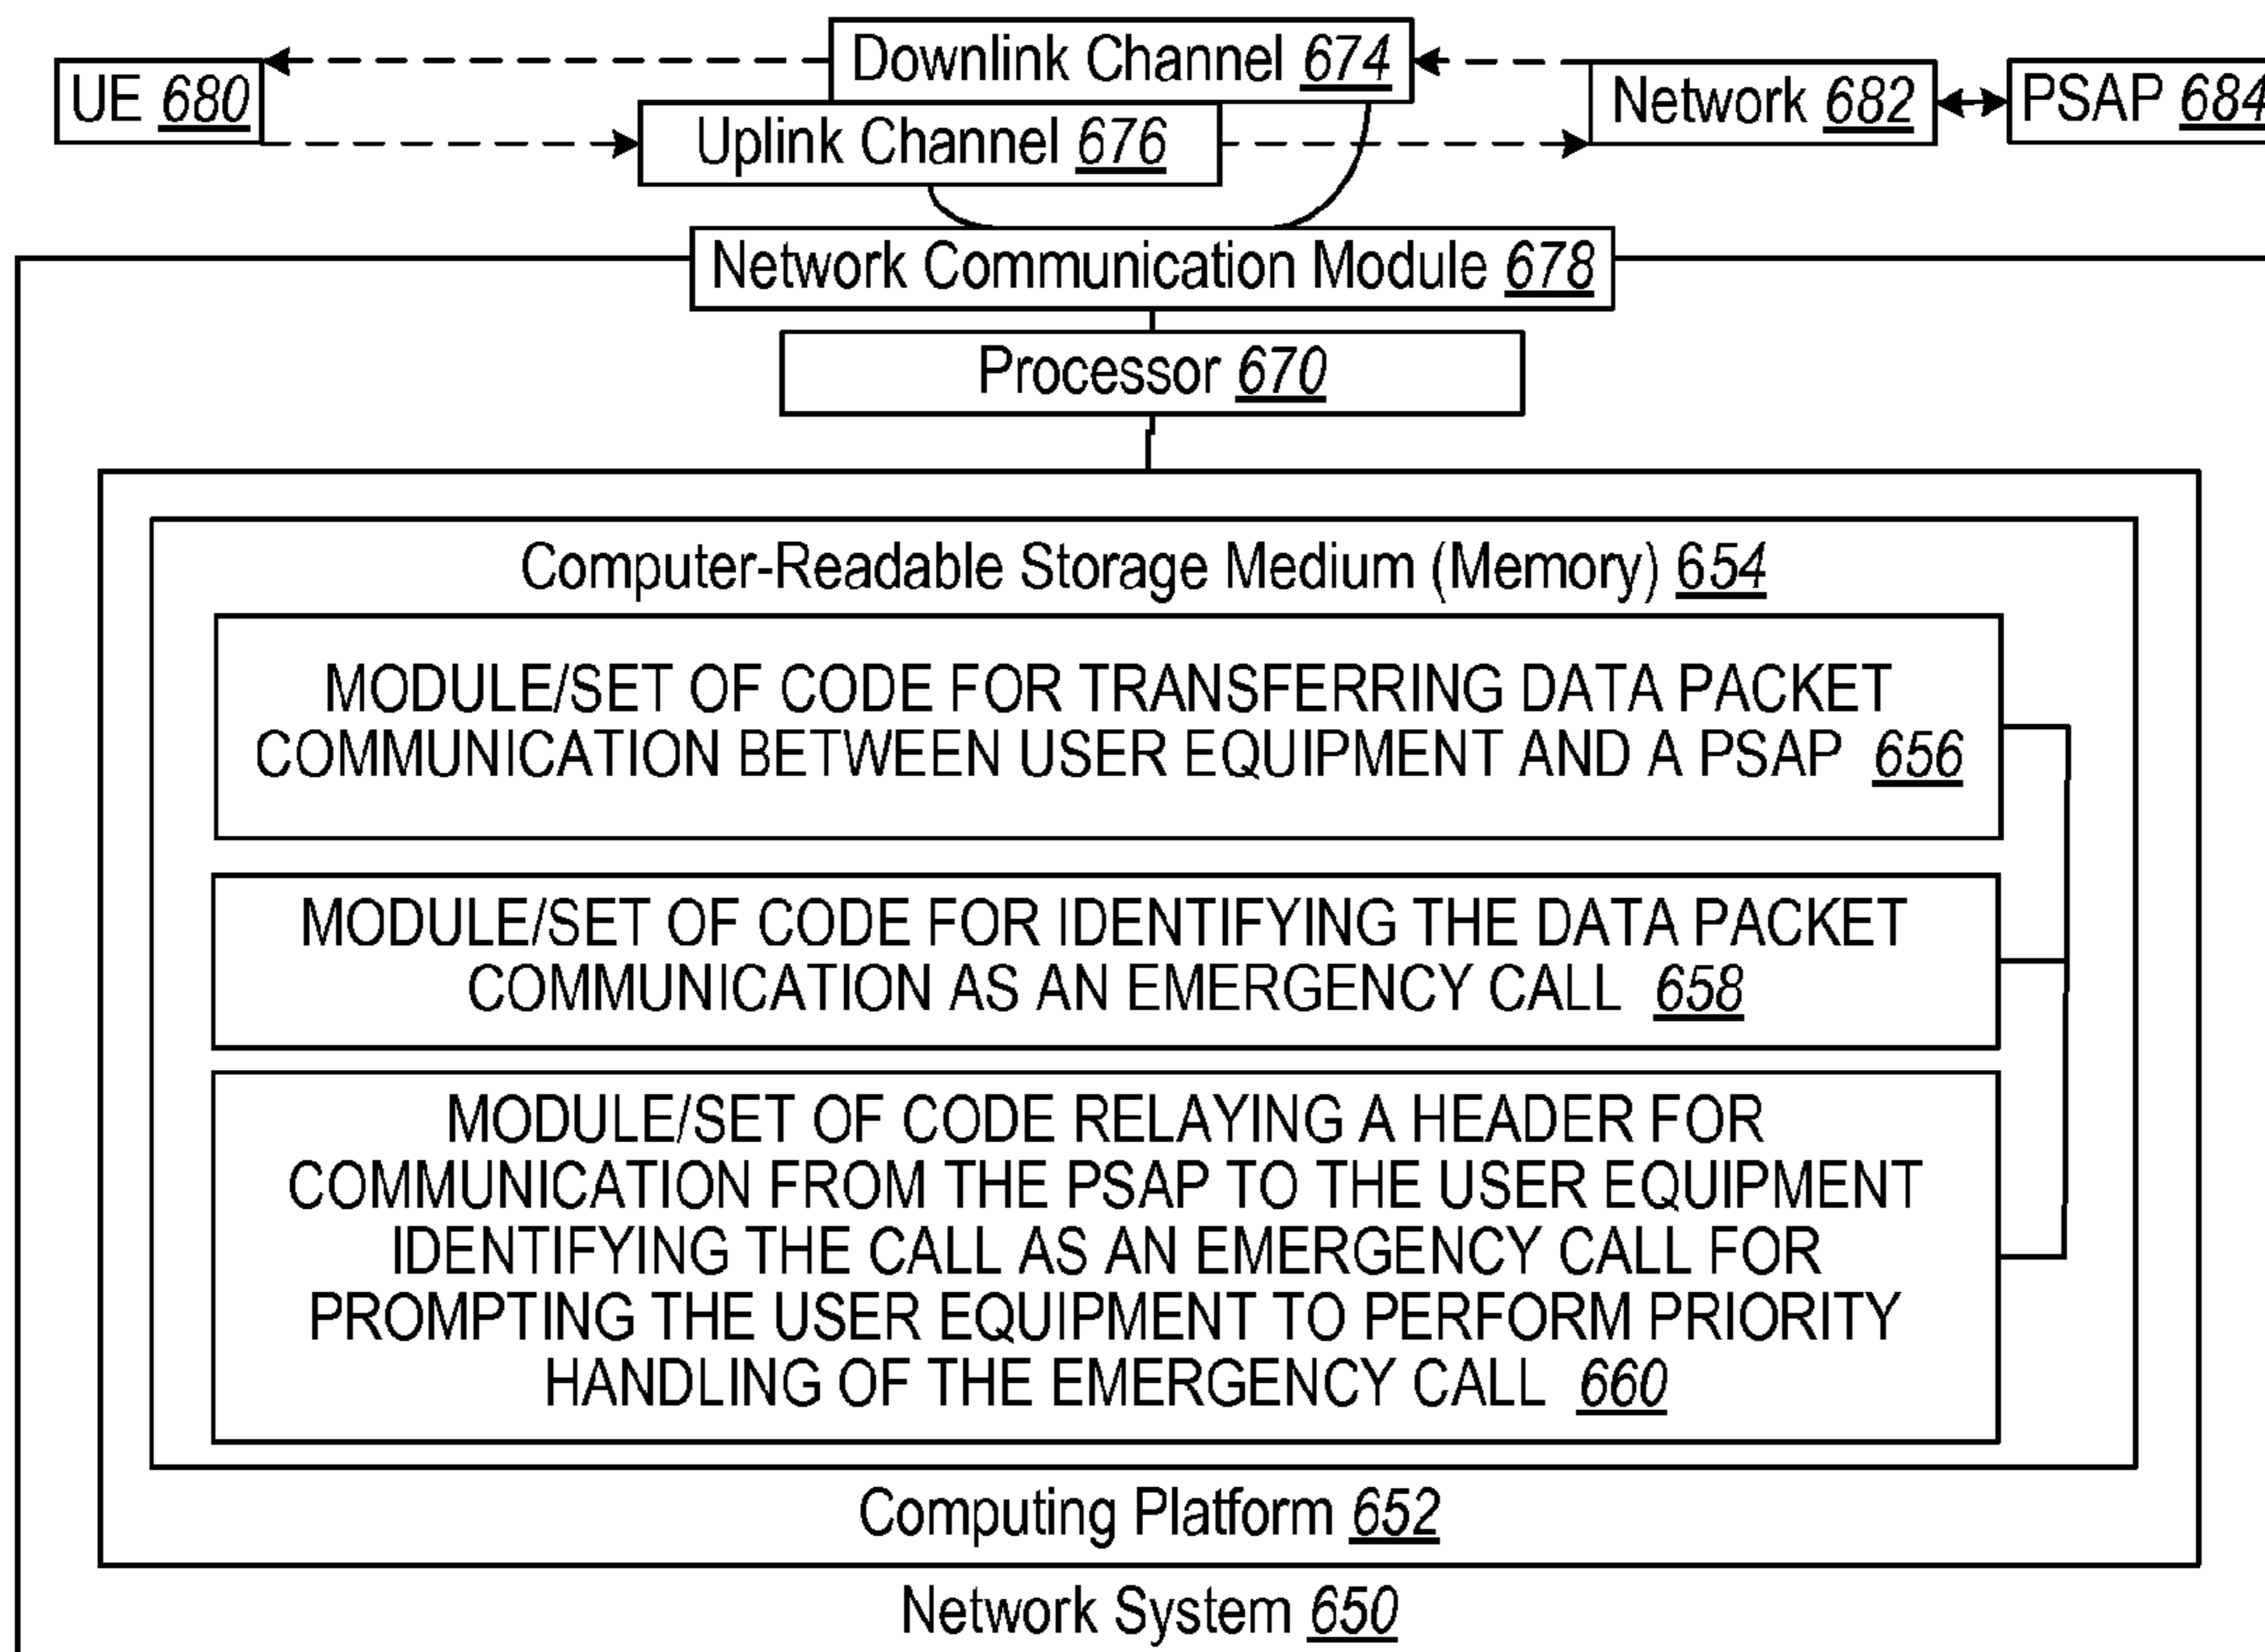 Downlink Channel 674
UE 680
Network 682
PSAP 684
Uplink Channel 676
Network Communication Module 678
Processor 670
Computer-Readable Storage Medium (Memory) 654
MODULE/SET OF CODE FOR TRANSFERRING DATA PACKET
COMMUNICATION BETWEEN USER EQUIPMENT AND A PSAP 656
MODULE/SET OF CODE FOR IDENTIFYING THE DATA PACKET
COMMUNICATION AS AN EMERGENCY CALL 658
MODULE/SET OF CODE RELAYING A HEADER FOR
COMMUNICATION FROM THE PSAP TO THE USER EQUIPMENT
IDENTIFYING THE CALL AS AN EMERGENCY CALL FOR
PROMPTING THE USER EQUIPMENT TO PERFORM PRIORITY
HANDLING OF THE EMERGENCY CALL 660
Computing Platform 652
Network System 650